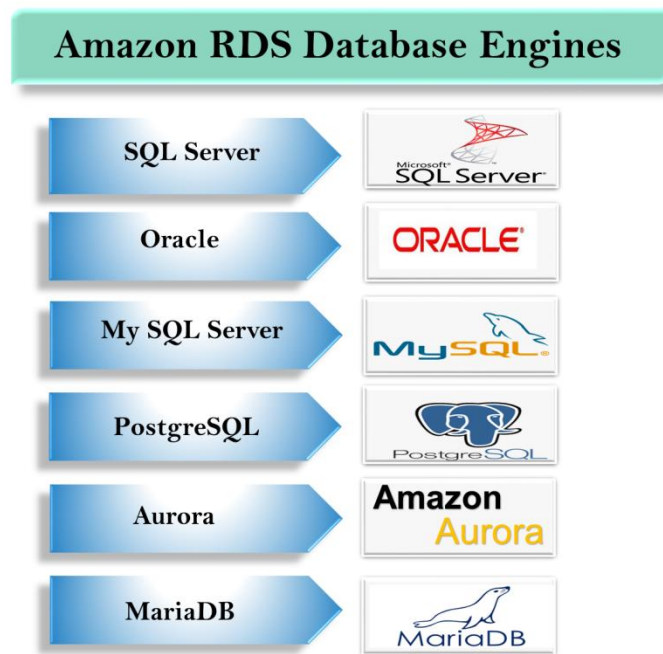 Amazon RDS Database Engines
SQL Server
Microsoft®
SQL Server®
Oracle
ORACLE®
My SQL Server
MySQL®
PostgreSQL
PostgreSQL
Aurora
Amazon
Aurora
MariaDB
MariaDB